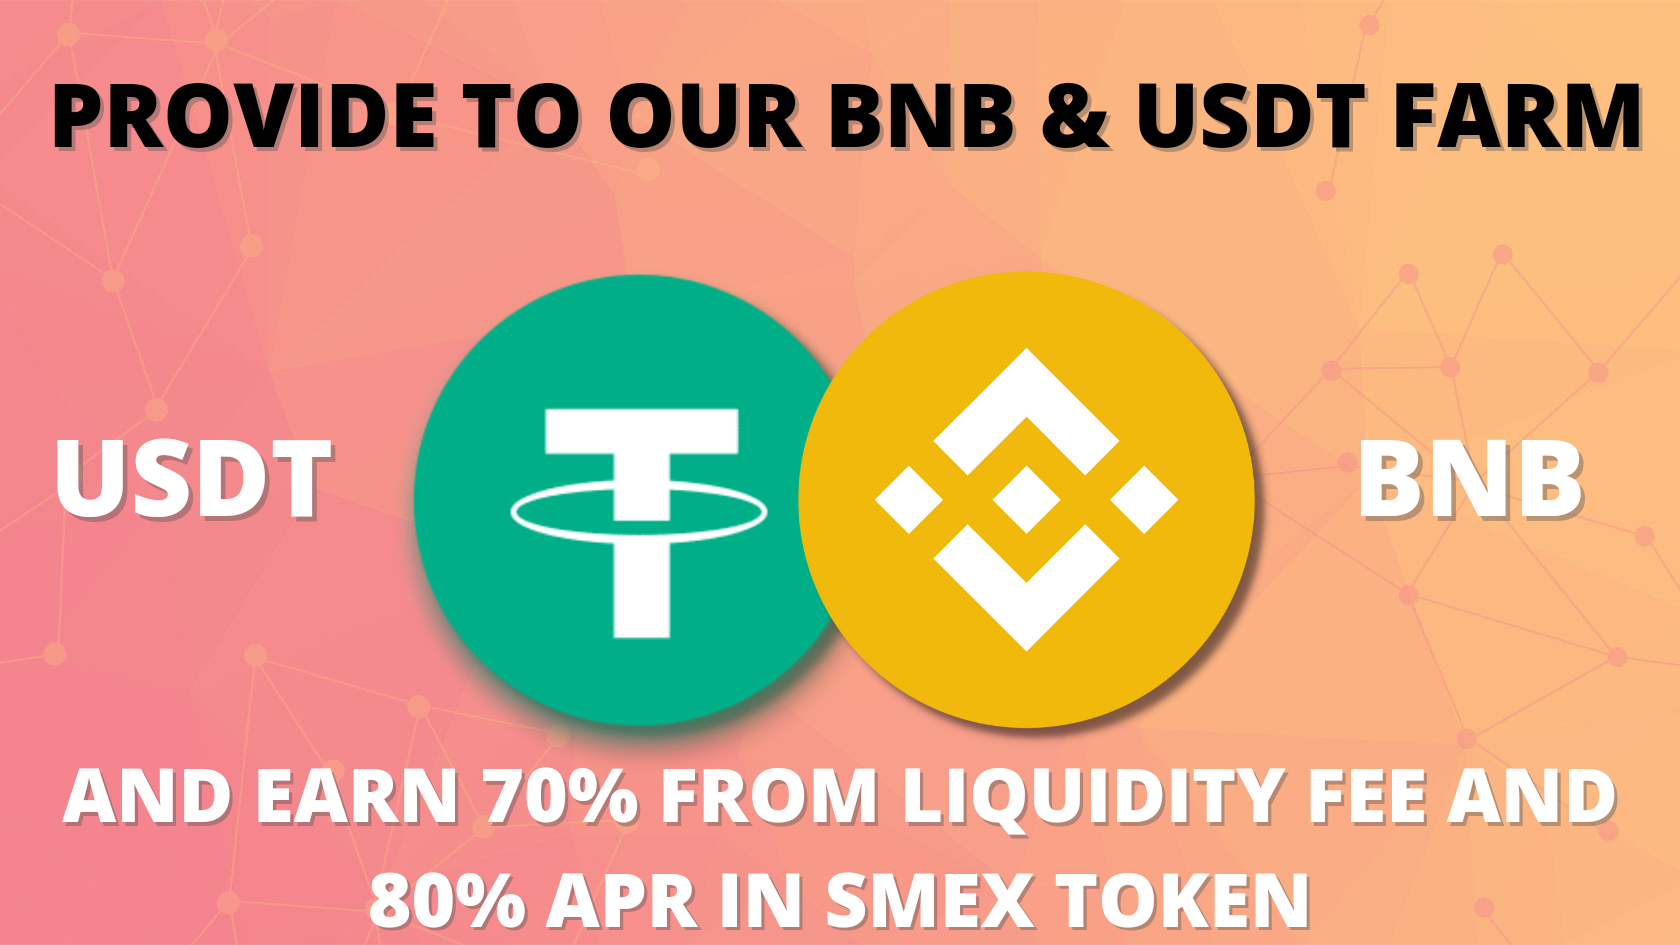 PROVIDE TO OUR BNB & USDT FARM
USDT
BNB
AND EARN 70% FROM LIQUIDITY FEE AND
80% APR IN SMEX TOKEN